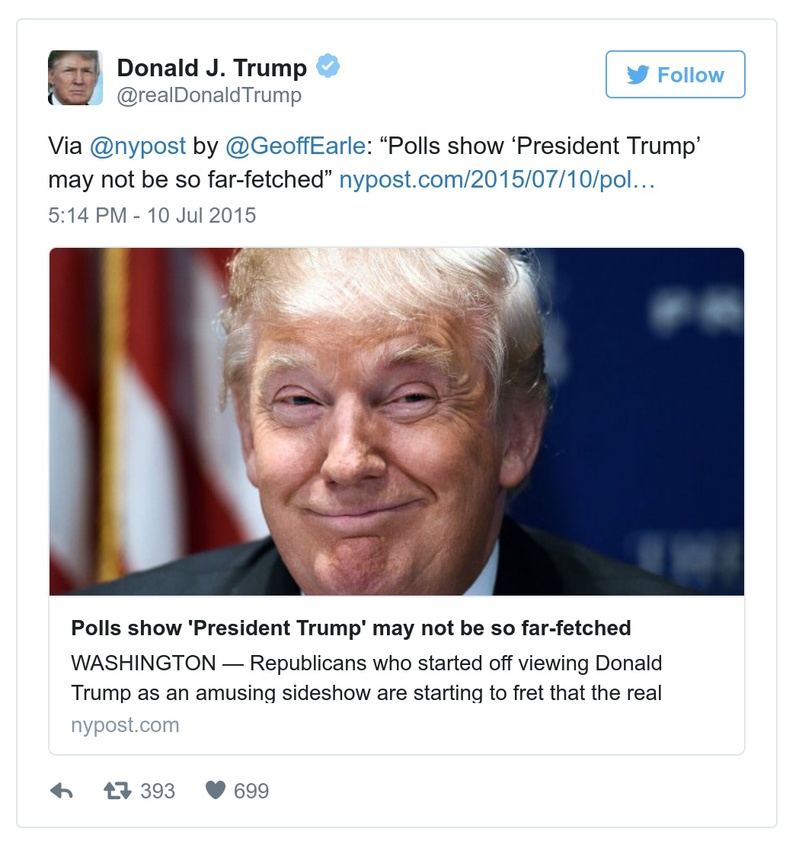 Donald J. Trump
Follow
@realDonaldTrump
Via @nypost by @GeoffEarle: “Polls show ‘President Trump’
may not be so far-fetched” nypost.com/2015/07/10/pol…
5:14 PM - 10 Jul 2015
Polls show 'President Trump' may not be so far-fetched
WASHINGTON — Republicans who started off viewing Donald
Trump as an amusing sideshow are starting to fret that the real
nypost.com
393
699